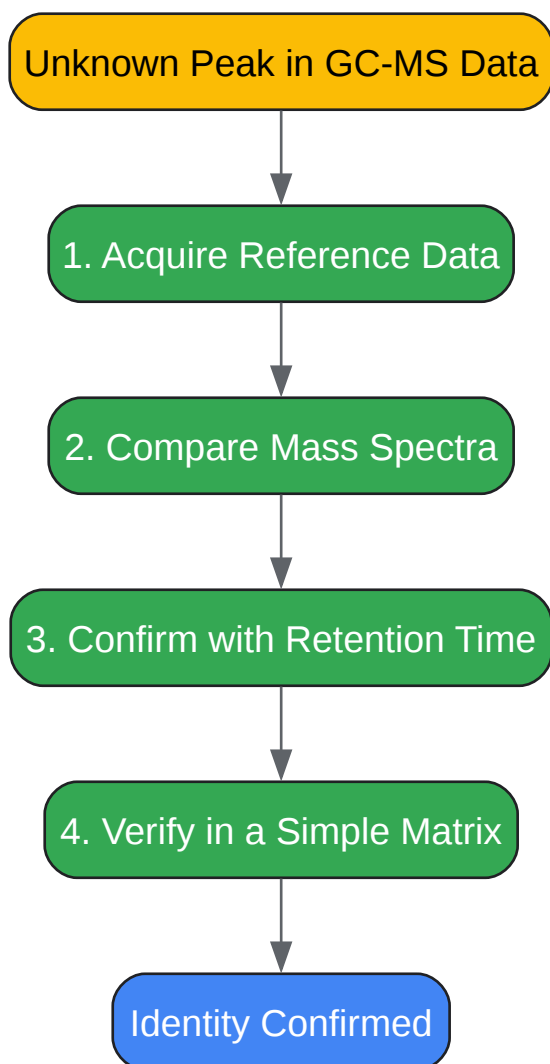 Unknown Peak in GC-MS Data
1. Acquire Reference Data
2. Compare Mass Spectra
3. Confirm with Retention Time
4. Verify in a Simple Matrix
Identity Confirmed